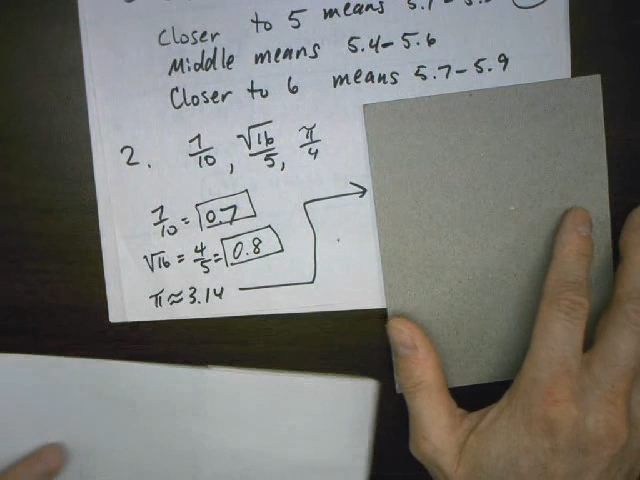 Closer to 5 means
Middle means 5.4-5.6
Closer to 6 means 5.7-5.9
2. 7/10, √16/5, π/4
7/10 = 0.7
√16 = 4/5 = 0.8
π≈3.14